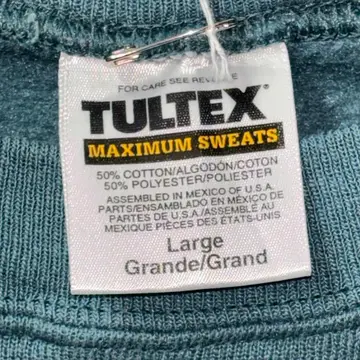 FOR CARE SEE REVERSE
TULTEX®
MAXIMUM SWEATS
50% COTTON/ALGODÓN/COTON
50% POLYESTER/POLIESTER
ASSEMBLED IN MEXICO OF U.S.A.
PARTS/ENSAMBLADO EN MÉXICO DE
PARTES DE U.S.A./ASSEMBLÉ AU
MEXIQUE PIÈCES DES ÉTATS-UNIS
Large
Grande/Grand